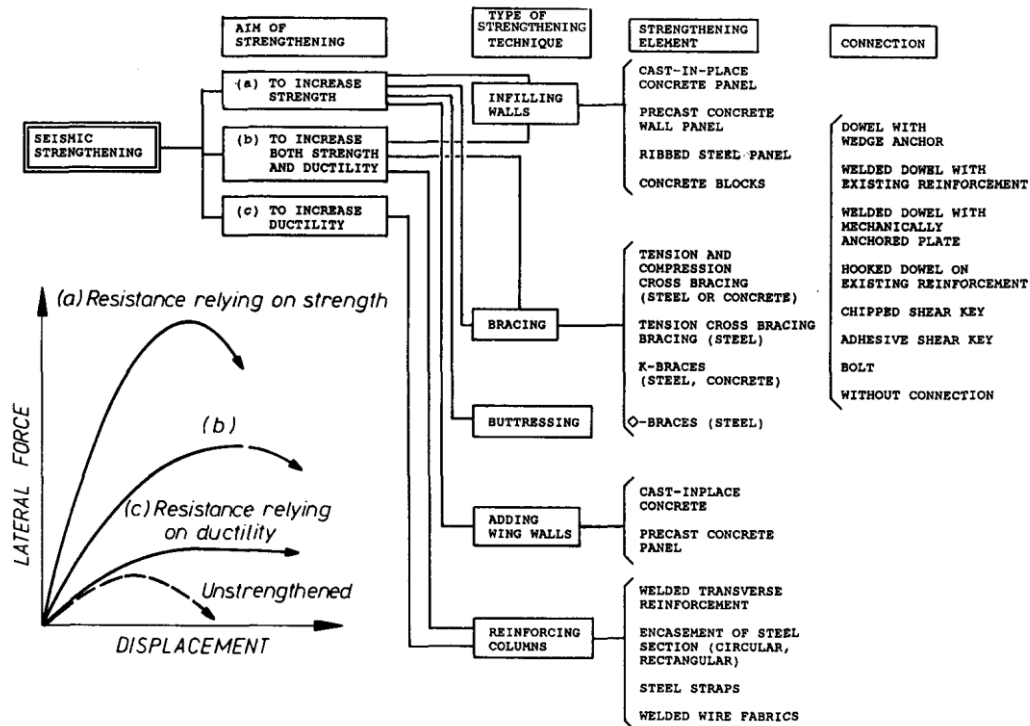 AIM OF
STRENGTHENING
TYPE OF
STRENGTHENING
TECHNIQUE
STRENGTHENING
ELEMENT
CONNECTION
SEISMIC
STRENGTHENING
(a) TO INCREASE
STRENGTH
(b) TO INCREASE
BOTH STRENGTH
AND DUCTILITY
(c) TO INCREASE
DUCTILITY
INFILLING
WALLS
BRACING
BUTTRESSING
ADDING
WING WALLS
REINFORCING
COLUMNS
CAST-IN-PLACE
CONCRETE PANEL
PRECAST CONCRETE
WALL PANEL
RIBBED STEEL PANEL
CONCRETE BLOCKS
TENSION AND
COMPRESSION
CROSS BRACING
(STEEL OR CONCRETE)
TENSION CROSS BRACING
BRACING (STEEL)
K-BRACES
(STEEL, CONCRETE)
◇-BRACES (STEEL)
CAST-INPLACE
CONCRETE
PRECAST CONCRETE
PANEL
WELDED TRANSVERSE
REINFORCEMENT
ENCASEMENT OF STEEL
SECTION (CIRCULAR,
RECTANGULAR)
STEEL STRAPS
WELDED WIRE FABRICS
DOWEL WITH
WEDGE ANCHOR
WELDED DOWEL WITH
EXISTING REINFORCEMENT
WELDED DOWEL WITH
MECHANICALLY
ANCHORED PLATE
HOOKED DOWEL ON
EXISTING REINFORCEMENT
CHIPPED SHEAR KEY
ADHESIVE SHEAR KEY
BOLT
WITHOUT CONNECTION
(a) Resistance relying on strength
(b)
(c) Resistance relying
on ductility
Unstrengthened
LATERAL FORCE
DISPLACEMENT